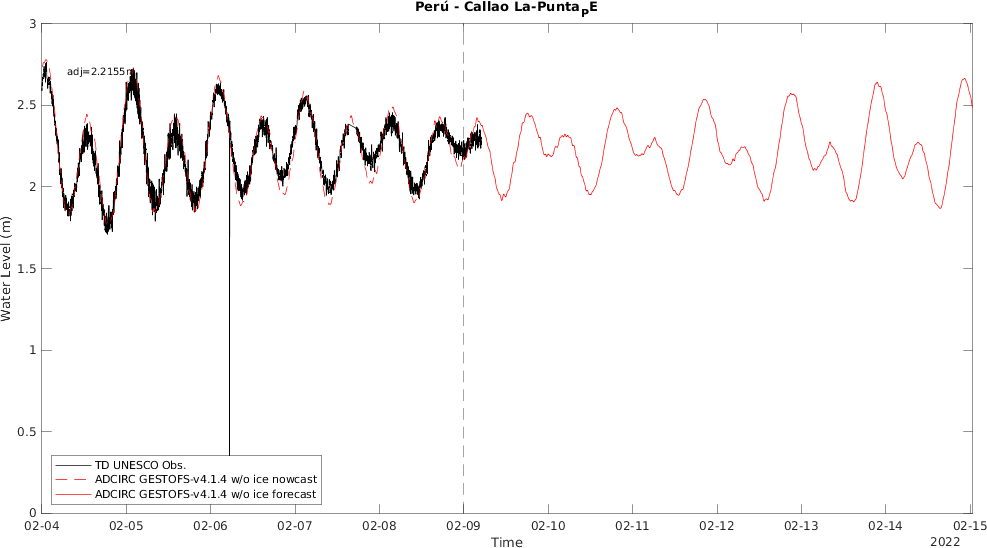 Perú - Callao La-PuntapE
3
2.5
2
1.5
1
0.5
0
Water Level (m)
adj=2.2155m
TD UNESCO Obs.
ADCIRC GESTOFS-v4.1.4 w/o ice nowcast
ADCIRC GESTOFS-v4.1.4 w/o ice forecast
02-04 02-05 02-06 02-07 02-08 02-09 02-10 02-11 02-12 02-13 02-14 02-15
Time
2022